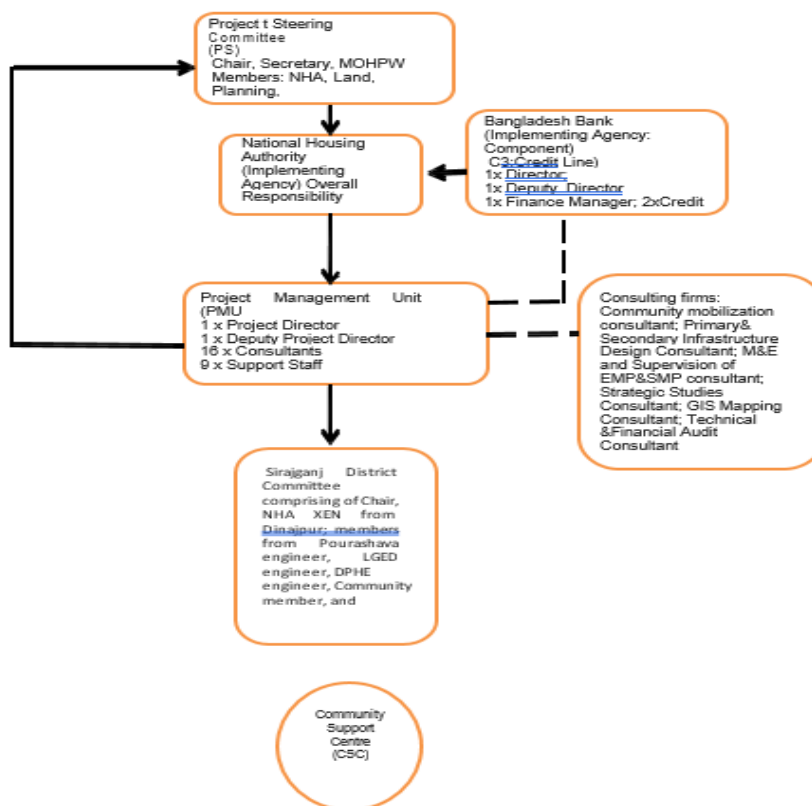 Project t Steering
Committee
(PS)
Chair, Secretary, MOHPW
Members: NHA, Land,
Planning,
National Housing
Authority
(Implementing
Agency) Overall
Responsibility
Bangladesh Bank
(Implementing Agency:
Component)
C3:Credit Line)
1x Director;
1x Deputy Director
1x Finance Manager; 2xCredit
Project Management Unit
(PMU
1 x Project Director
1 x Deputy Project Director
16 x Consultants
9 x Support Staff
Consulting firms:
Community mobilization
consultant; Primary&
Secondary Infrastructure
Design Consultant; M&E
and Supervision of
EMP&SMP consultant;
Strategic Studies
Consultant; GIS Mapping
Consultant; Technical
&Financial Audit
Consultant
Sirajganj District
Committee
comprising of Chair,
NHA XEN from
Dinajpur; members
from Pourashava
engineer, LGED
engineer, DPHE
engineer, Community
member, and
Community
Support
Centre
(CSC)